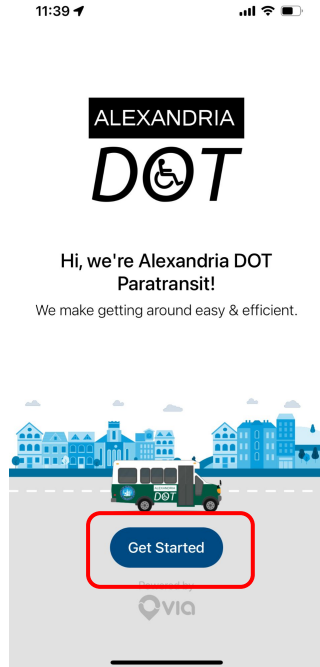 11:39
ALEXANDRIA
DOT
Hi, we're Alexandria DOT
Paratransit!
We make getting around easy & efficient.
ALEXANDRIA
DOT
Get Started
Powered by
via